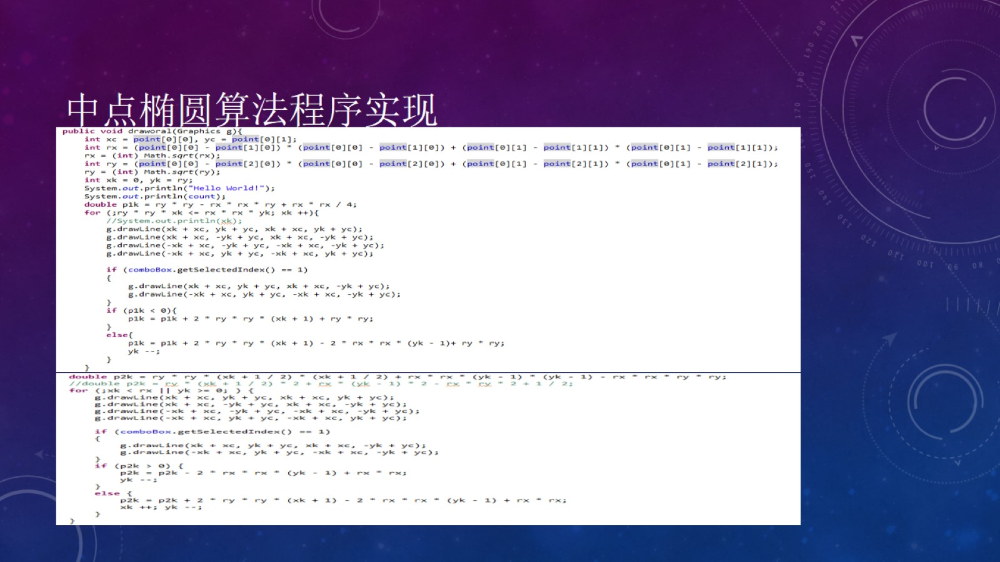 中点椭圆算法程序实现
public void draworal(Graphics g){
int xc = point[0][0], yc = point[0][1];
int rx = (point[0][0] - point[1][0]) * (point[0][0] - point[1][0]) + (point[0][1] - point[1][1]) * (point[0][1] - point[1][1]);
rx = (int) Math.sqrt(rx);
int ry = (point[0][0] - point[2][0]) * (point[0][0] - point[2][0]) + (point[0][1] - point[2][1]) * (point[0][1] - point[2][1]);
ry = (int) Math.sqrt(ry);
int xk = 0, yk = ry;
System.out.println("Hello World!");
System.out.println(count);
double p1k = ry * ry - rx * rx * ry + rx * rx / 4;
for (;ry * ry * xk <= rx * rx * yk; xk ++){
//System.out.println(xk);
g.drawLine(xk + xc, yk + yc, xk + xc, yk + yc);
g.drawLine(xk + xc, -yk + yc, xk + xc, -yk + yc);
g.drawLine(-xk + xc, -yk + yc, -xk + xc, -yk + yc);
g.drawLine(-xk + xc, yk + yc, -xk + xc, yk + yc);
if (comboBox.getSelectedIndex() == 1)
{
g.drawLine(xk + xc, yk + yc, xk + xc, -yk + yc);
g.drawLine(-xk + xc, yk + yc, -xk + xc, -yk + yc);
}
if (p1k < 0){
p1k = p1k + 2 * ry * ry * (xk + 1) + ry * ry;
}
else{
p1k = p1k + 2 * ry * ry * (xk + 1) - 2 * rx * rx * (yk - 1)+ ry * ry;
yk --;
}
}
double p2k = ry * ry * (xk + 1 / 2) * (xk + 1 / 2) + rx * rx * (yk - 1) * (yk - 1) - rx * rx * ry * ry;
//double p2k = ry * (xk + 1 / 2) * 2 + rx * (yk - 1) * 2 - rx * ry * 2 + 1 / 2;
for (;xk < rx || yk >= 0; ) {
g.drawLine(xk + xc, yk + yc, xk + xc, yk + yc);
g.drawLine(xk + xc, -yk + yc, xk + xc, -yk + yc);
g.drawLine(-xk + xc, -yk + yc, -xk + xc, -yk + yc);
g.drawLine(-xk + xc, yk + yc, -xk + xc, yk + yc);
if (comboBox.getSelectedIndex() == 1)
{
g.drawLine(xk + xc, yk + yc, xk + xc, -yk + yc);
g.drawLine(-xk + xc, yk + yc, -xk + xc, -yk + yc);
}
if (p2k > 0) {
p2k = p2k - 2 * rx * rx * (yk - 1) + rx * rx;
yk --;
}
else {
p2k = p2k + 2 * ry * ry * (xk + 1) - 2 * rx * rx * (yk - 1) + rx * rx;
xk ++; yk --;
}
}
210
200
190
180
170
160
150
140
130
120
110
100
90
80